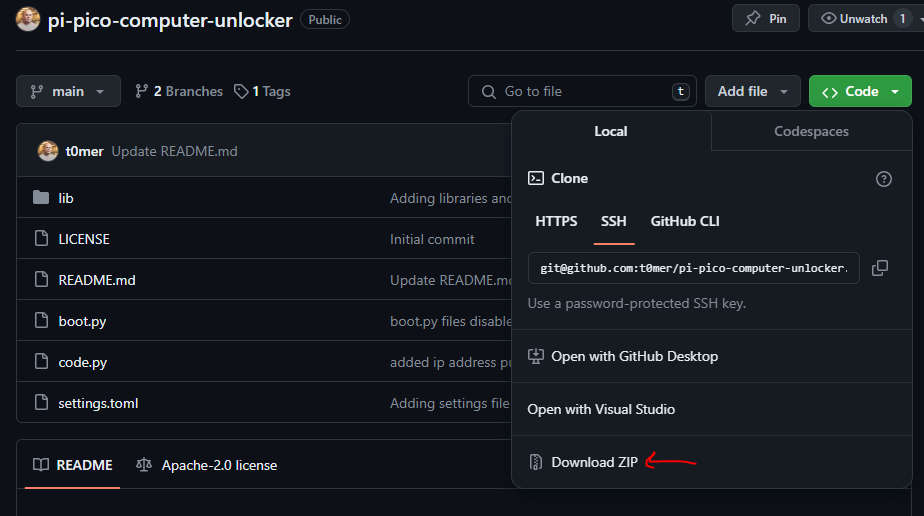 pi-pico-computer-unlocker Public Pin Unwatch 1
main 2 Branches 1 Tags Go to file t Add file Code
Local Codespaces
t0mer Update README.md
Clone
lib Adding libraries and
HTTPS SSH GitHub CLI
LICENSE Initial commit
git@github.com:t0mer/pi-pico-computer-unlocker.
README.md Update README.md
Use a password-protected SSH key.
boot.py boot.py files disable
Open with GitHub Desktop
code.py added ip address pu
settings.toml Adding settings file
Open with Visual Studio
README Apache-2.0 license
Download ZIP